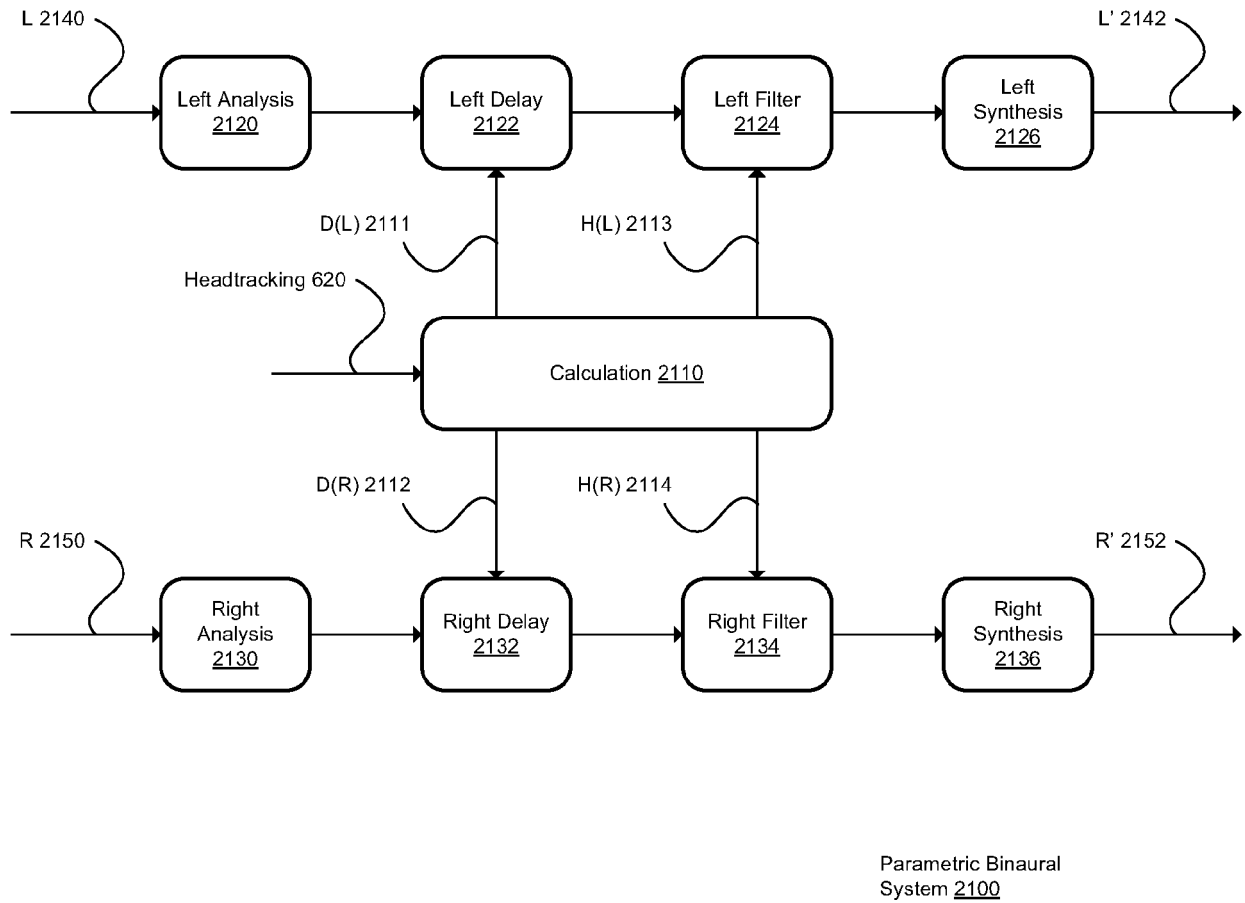 L 2140
L’ 2142
Left Analysis
2120
Left Delay
2122
Left Filter
2124
Left
Synthesis
2126
D(L) 2111
H(L) 2113
Headtracking 620
Calculation 2110
D(R) 2112
H(R) 2114
R 2150
R’ 2152
Right
Analysis
2130
Right Delay
2132
Right Filter
2134
Right
Synthesis
2136
Parametric Binaural
System 2100